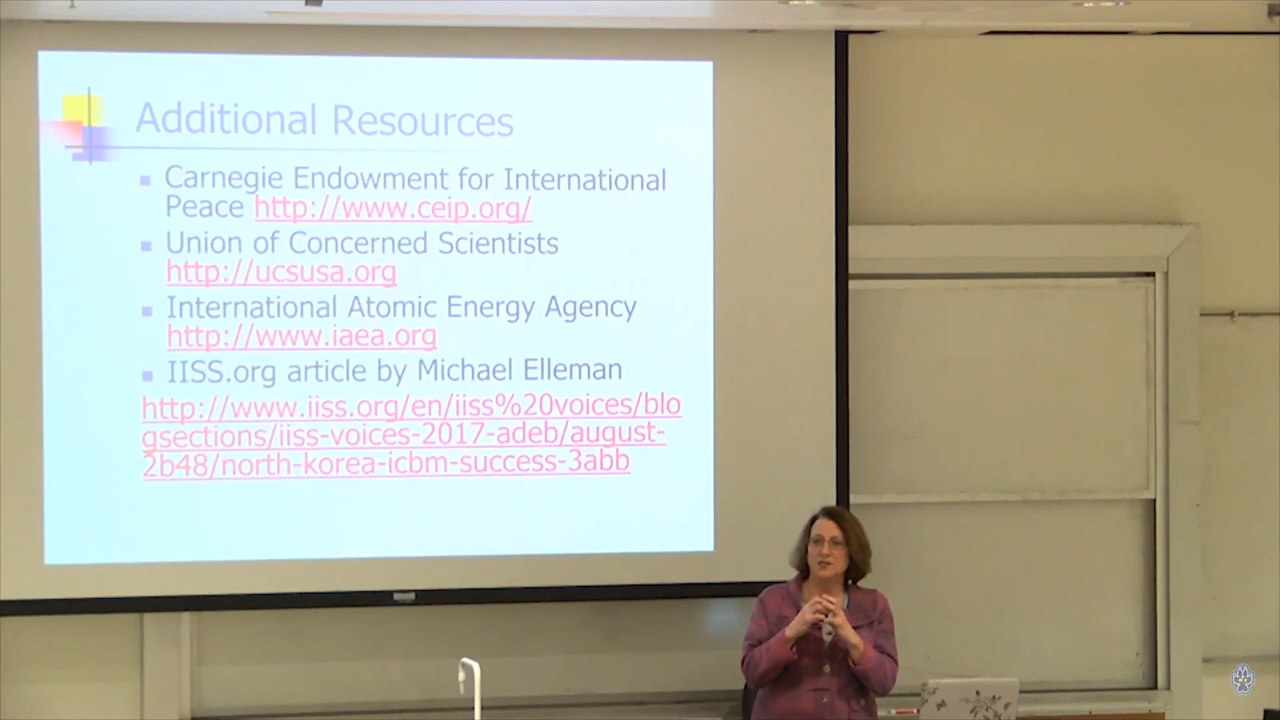 Additional Resources
Carnegie Endowment for International
Peace http://www.ceip.org/
Union of Concerned Scientists
http://ucsusa.org
International Atomic Energy Agency
http://www.iaea.org
IISS.org article by Michael Elleman
http://www.iiss.org/en/iiss%20voices/blo
gsections/iiss-voices-2017-adeb/august-
2b48/north-korea-icbm-success-3abb